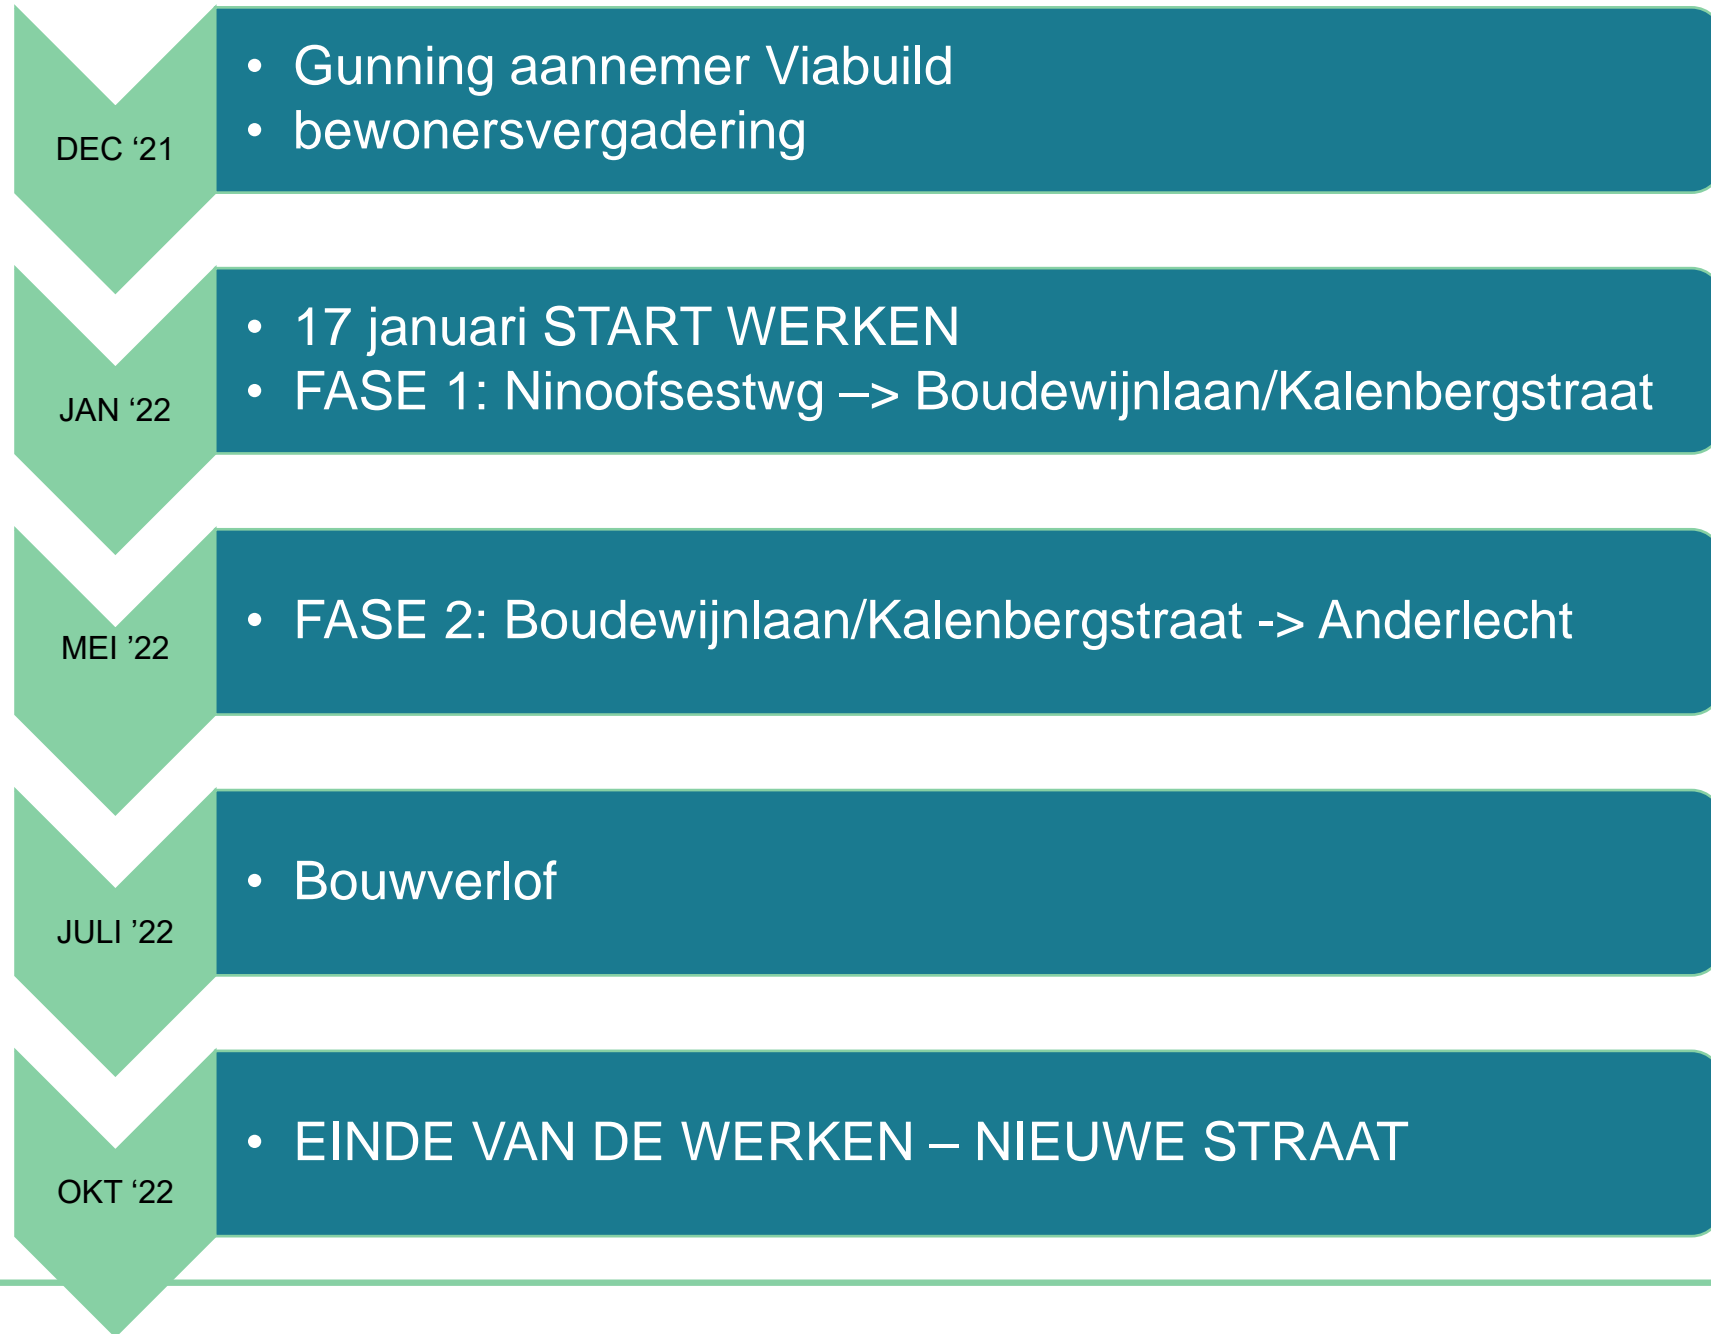 DEC ‘21
• Gunning aannemer Viabuild
• bewonersvergadering
JAN ‘22
• 17 januari START WERKEN
• FASE 1: Ninoofsestwg –> Boudewijnlaan/Kalenbergstraat
MEI ’22
• FASE 2: Boudewijnlaan/Kalenbergstraat -> Anderlecht
JULI ’22
• Bouwverlof
OKT ‘22
• EINDE VAN DE WERKEN – NIEUWE STRAAT